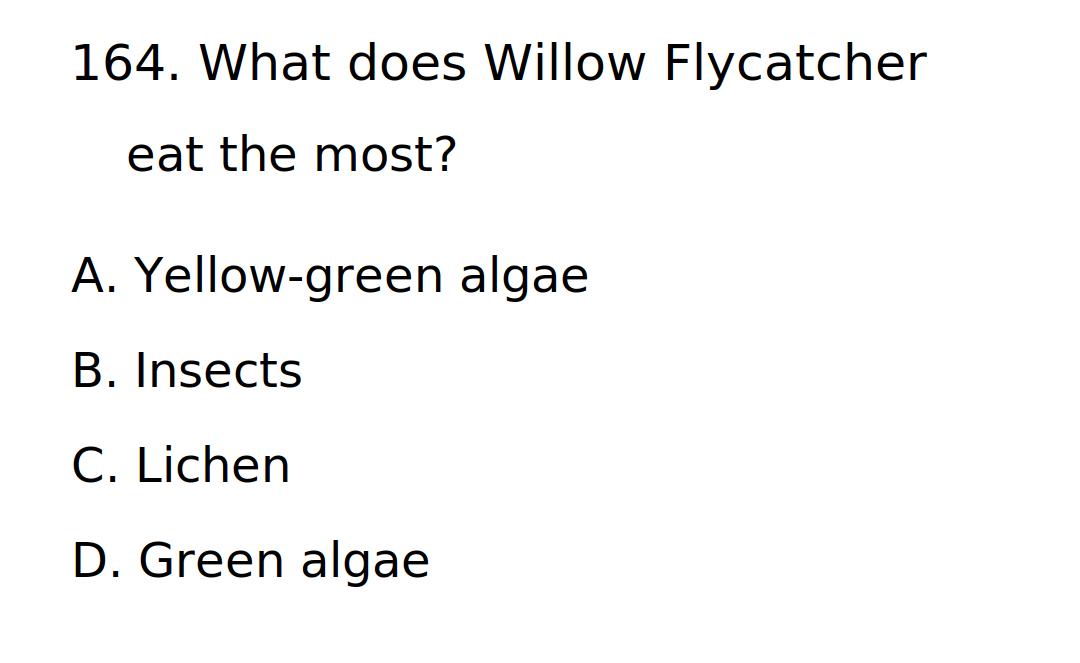 164. What does Willow Flycatcher
eat the most?
A. Yellow-green algae
B. Insects
C. Lichen
D. Green algae